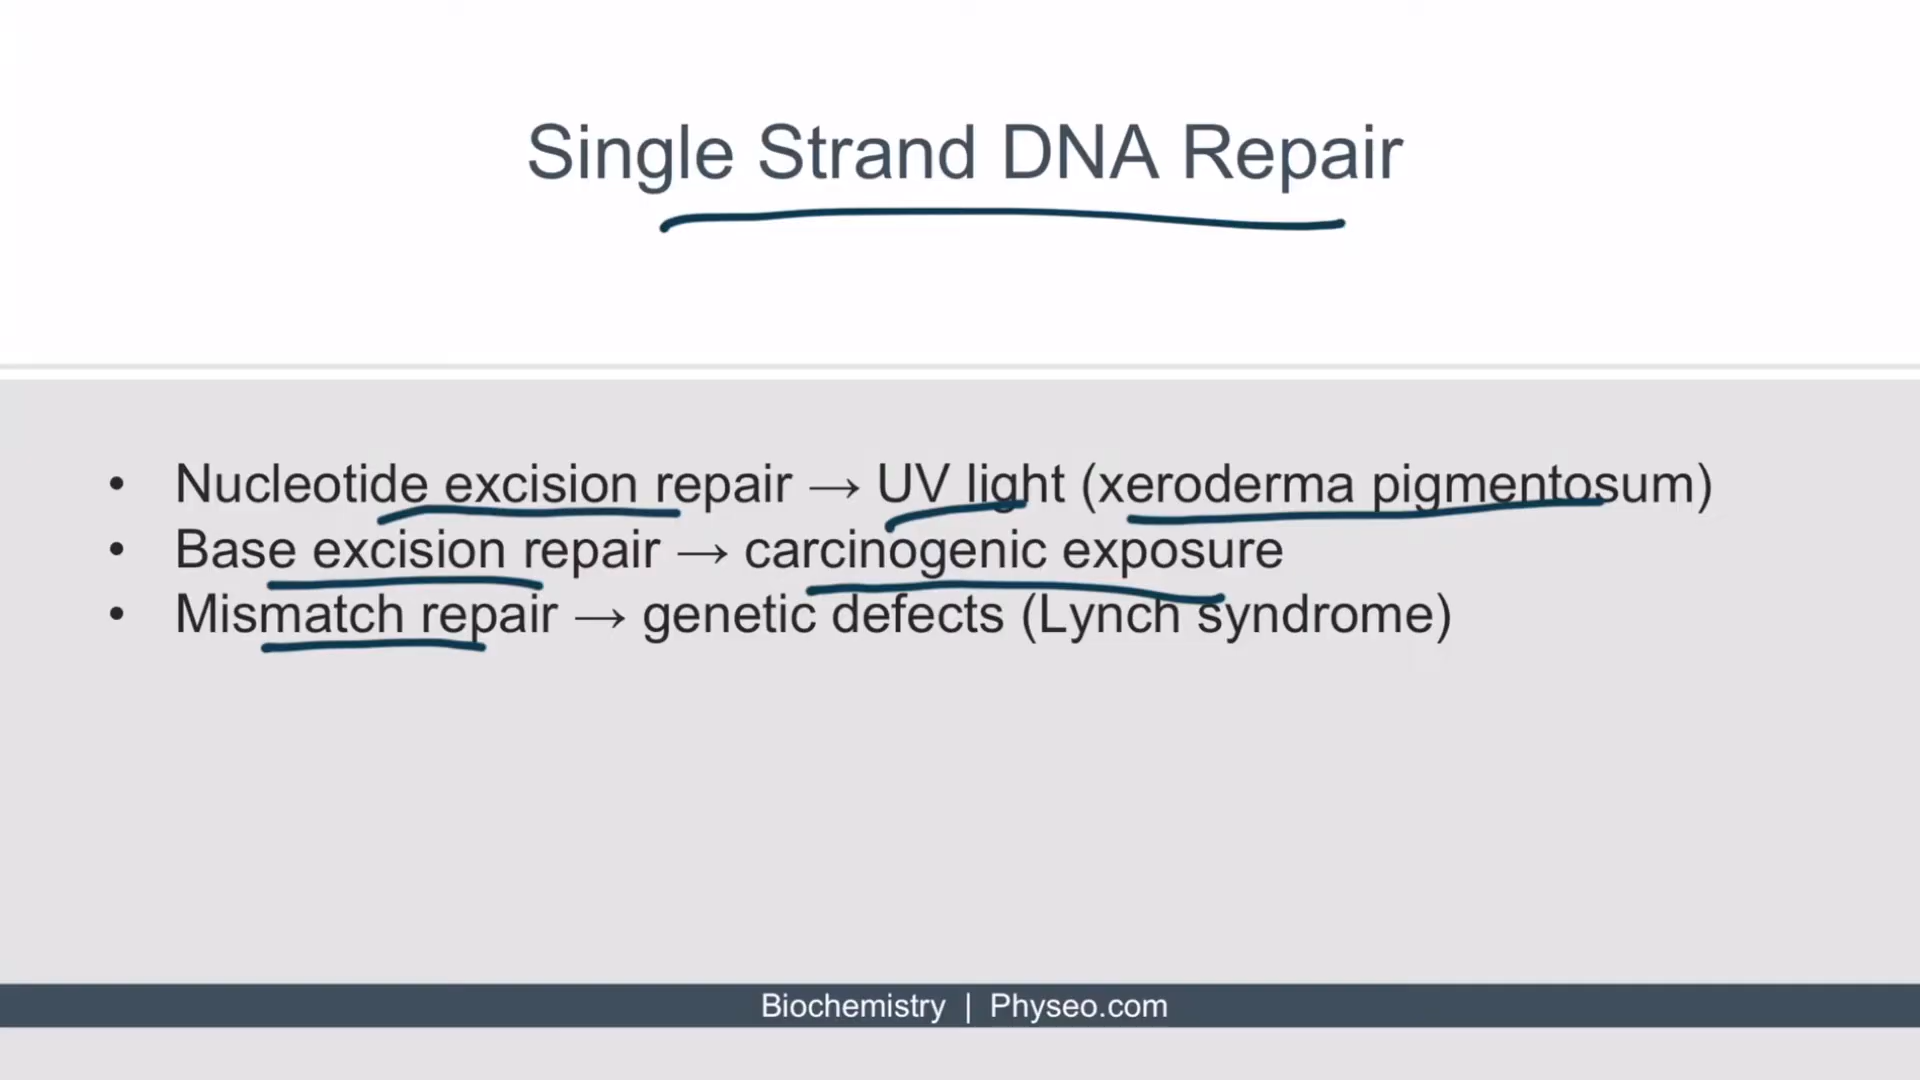 Single Strand DNA Repair
• Nucleotide excision repair → UV light (xeroderma pigmentosum)
• Base excision repair → carcinogenic exposure
• Mismatch repair → genetic defects (Lynch syndrome)
Biochemistry | Physeo.com